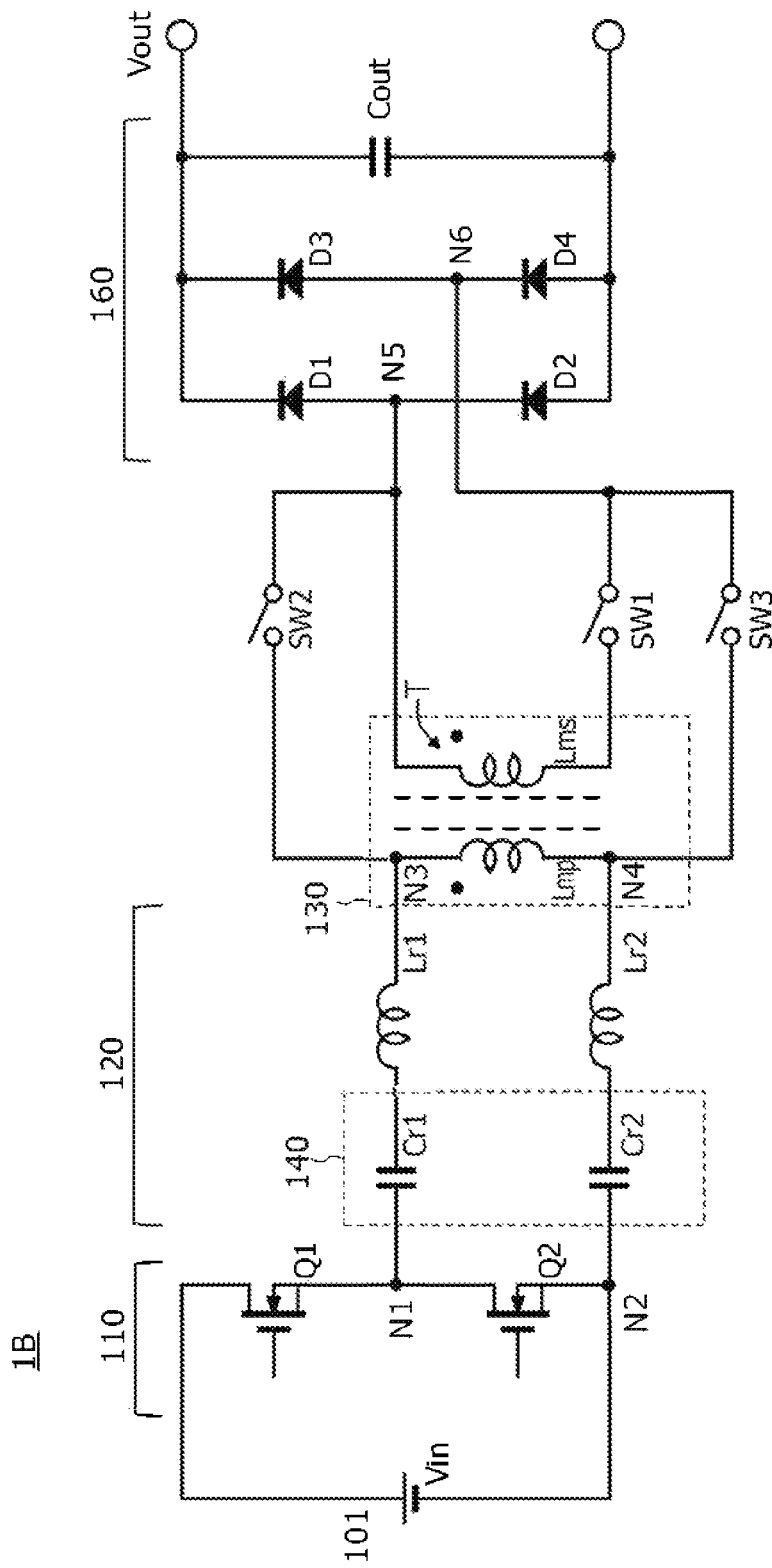 1B
110
120
160
101
Vin
Q1
Q2
N1
N2
140
Cr1
Cr2
Lr1
Lr2
130
N3
N4
Lmp
Lms
T
SW2
SW1
SW3
N5
N6
D1
D2
D3
D4
Cout
Vout